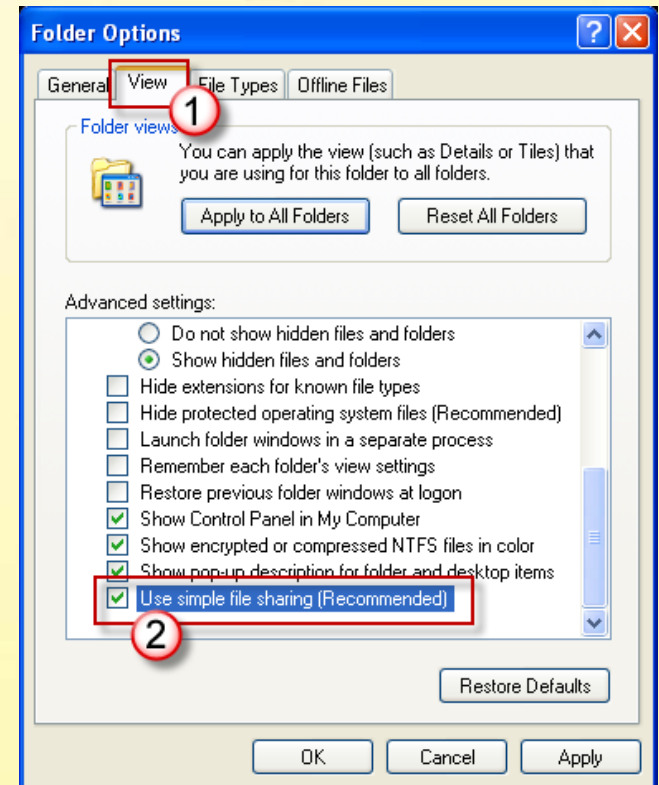 Folder Options
General View File Types Offline Files
1
Folder views
You can apply the view (such as Details or Tiles) that
you are using for this folder to all folders.
Apply to All Folders Reset All Folders
Advanced settings:
Do not show hidden files and folders
Show hidden files and folders
Hide extensions for known file types
Hide protected operating system files (Recommended)
Launch folder windows in a separate process
Remember each folder's view settings
Restore previous folder windows at logon
Show Control Panel in My Computer
Show encrypted or compressed NTFS files in color
Show pop-up description for folder and desktop items
Use simple file sharing (Recommended)
2
Restore Defaults
OK Cancel Apply